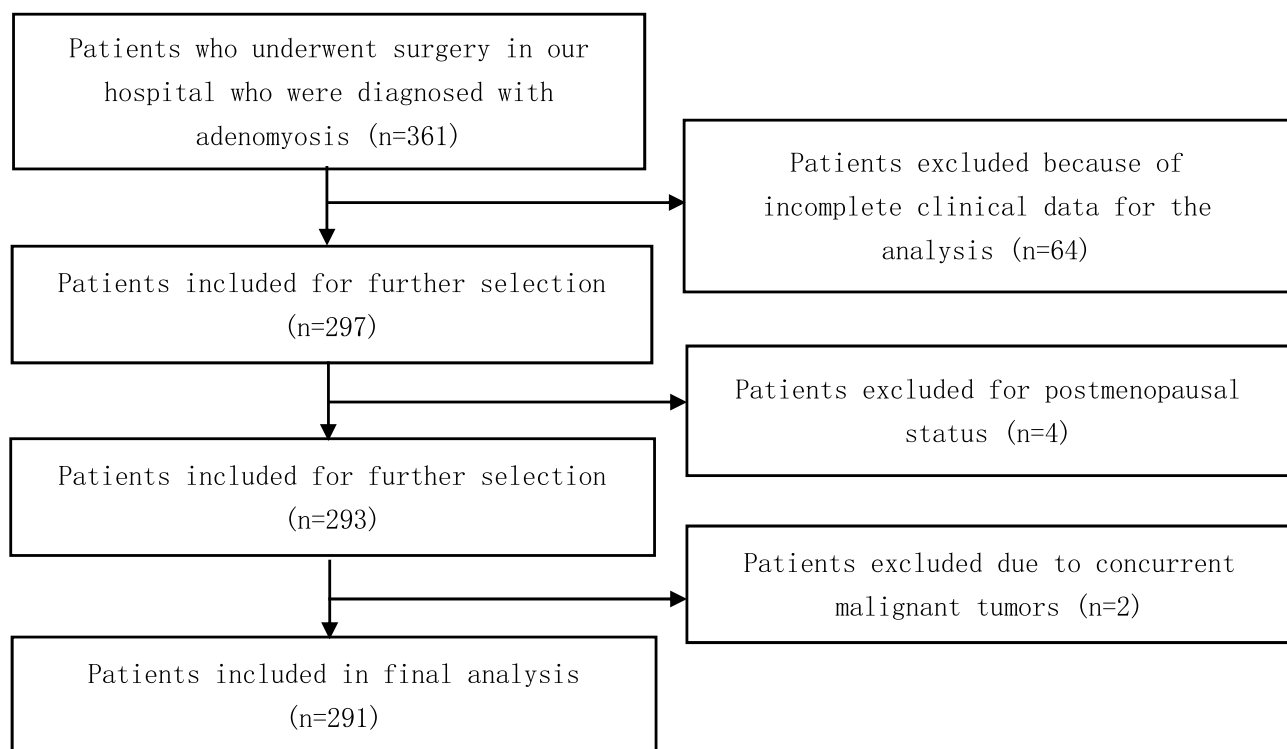 Patients who underwent surgery in our
hospital who were diagnosed with
adenomyosis (n=361)
Patients excluded because of
incomplete clinical data for the
analysis (n=64)
Patients included for further selection
(n=297)
Patients excluded for postmenopausal
status (n=4)
Patients included for further selection
(n=293)
Patients excluded due to concurrent
malignant tumors (n=2)
Patients included in final analysis
(n=291)